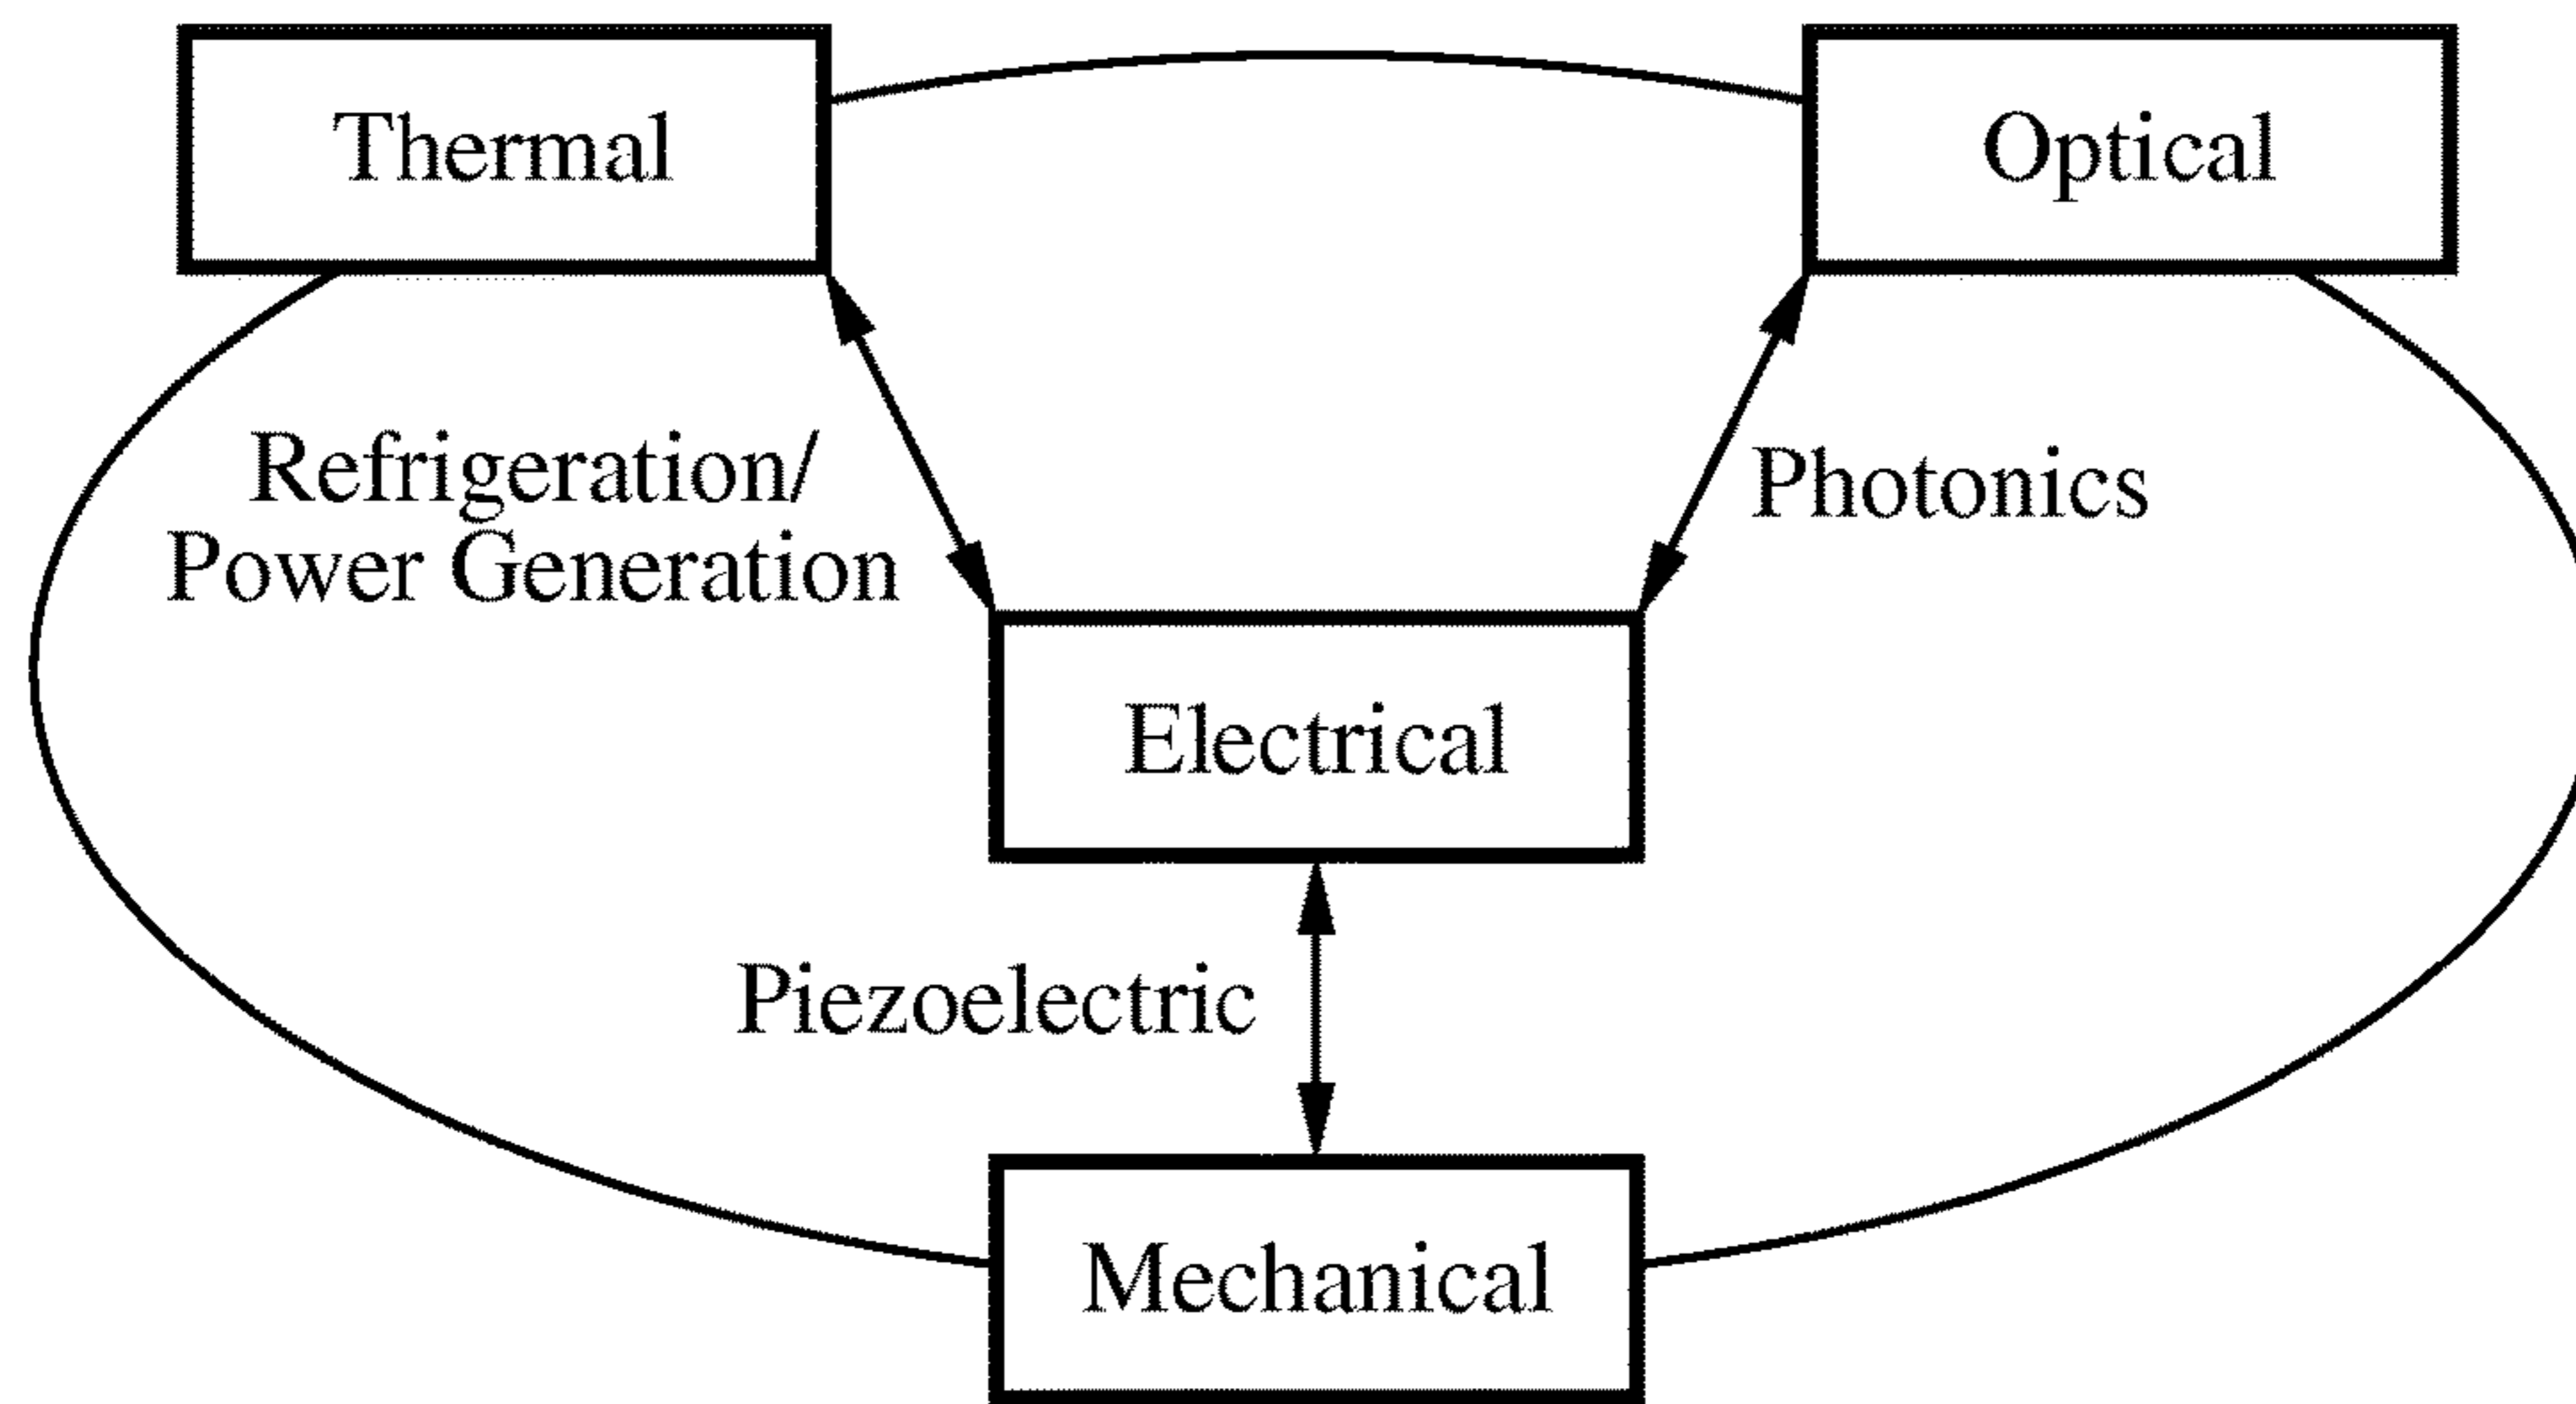 Thermal
Optical
Refrigeration/
Power Generation
Photonics
Electrical
Piezoelectric
Mechanical